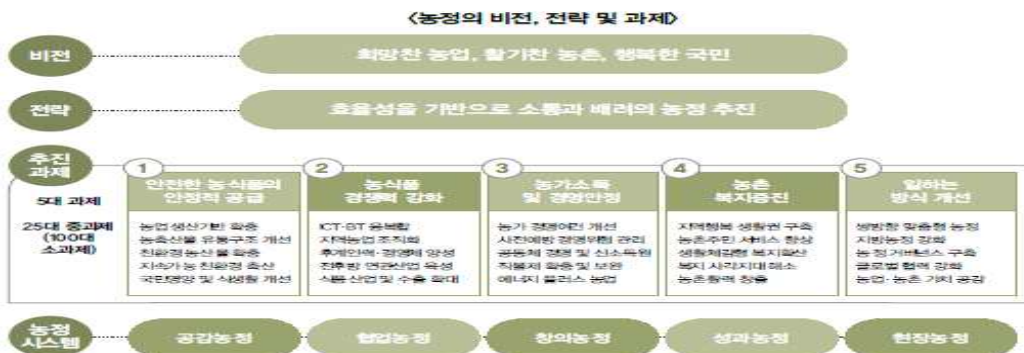 <농정의 비전, 전략 및 과제>
비전
희망찬 농업, 활기찬 농촌, 행복한 국민
전략
효율성을 기반으로 소통과 배려의 농정 추진
추진
과제
5대 과제
25대 중과제
(100대
소과제)
1
안전한 농식품의
안정적 공급
농업 생산기반 확충
농축산물 유통구조 개선
친환경농산물 확충
지속가능 친환경 축산
국민영양 및 식생활 개선
2
농식품
경쟁력 강화
ICT·BT 융복합
지역농업 조직화
후계인력·경영체 양성
전후방 연관산업 육성
식품 산업 및 수출 확대
3
농가소득
및 경영안정
농가 경영여건 개선
사전예방 경영위험 관리
공동체 경영 및 신소득원
직불제 확충 및 보완
에너지 플러스 농업
4
농촌
복지증진
지역행복 생활권 구축
농촌주민 서비스 향상
생활체감형 복지확산
복지 사각지대 해소
농촌활력 창출
5
일하는
방식 개선
쌍방향 맞춤형 농정
지방농정 강화
농정거버넌스 구축
글로벌 협력 강화
농업·농촌 가치 공감
농정
시스템
공감농정
협업농정
창의농정
성과농정
현장농정